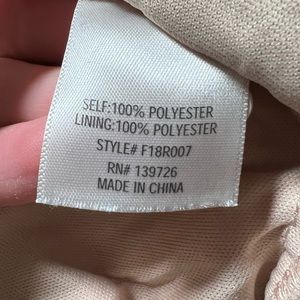 SELF:100% POLYESTER
LINING:100% POLYESTER
STYLE# F18R007
RN# 139726
MADE IN CHINA